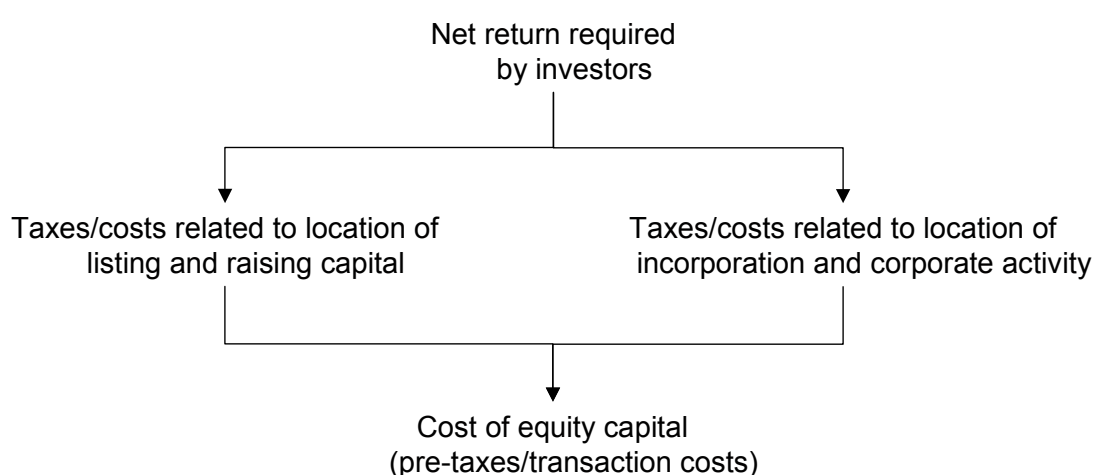 Net return required
by investors
Taxes/costs related to location of
listing and raising capital
Taxes/costs related to location of
incorporation and corporate activity
Cost of equity capital
(pre-taxes/transaction costs)